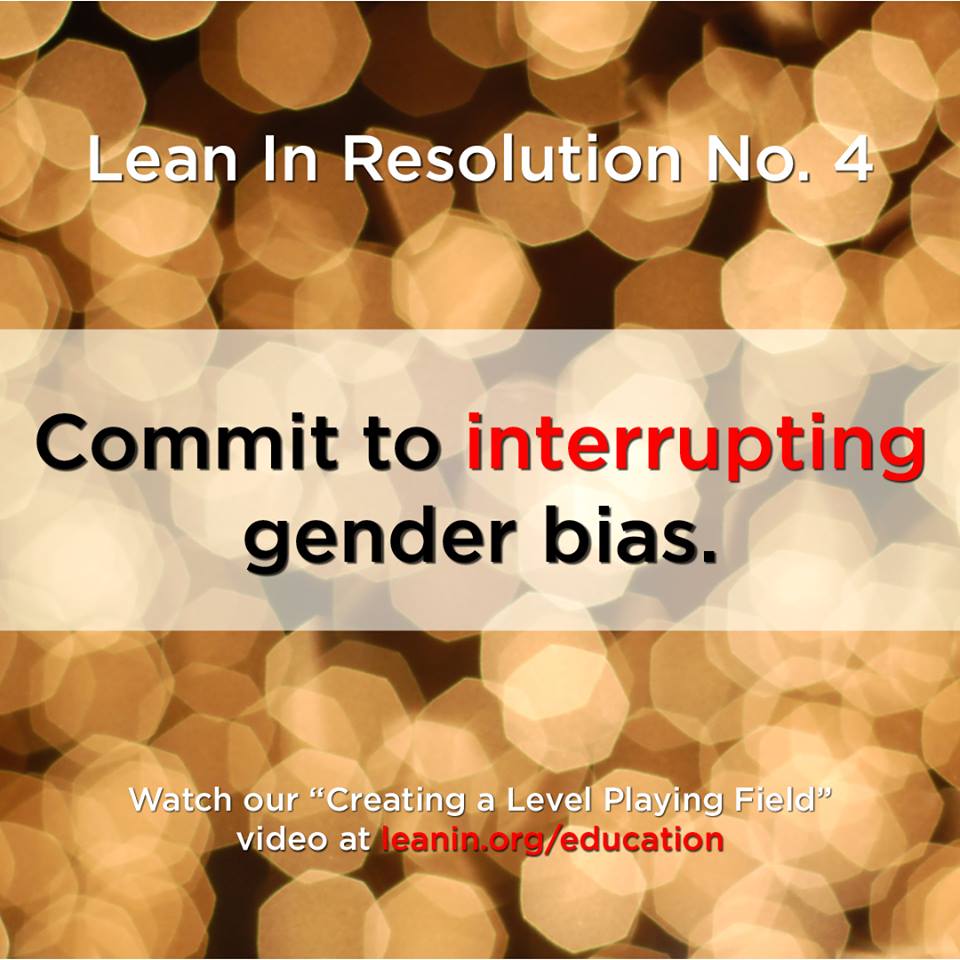 Lean In Resolution No. 4
Commit to interrupting
gender bias.
Watch our “Creating a Level Playing Field”
video at leanin.org/education